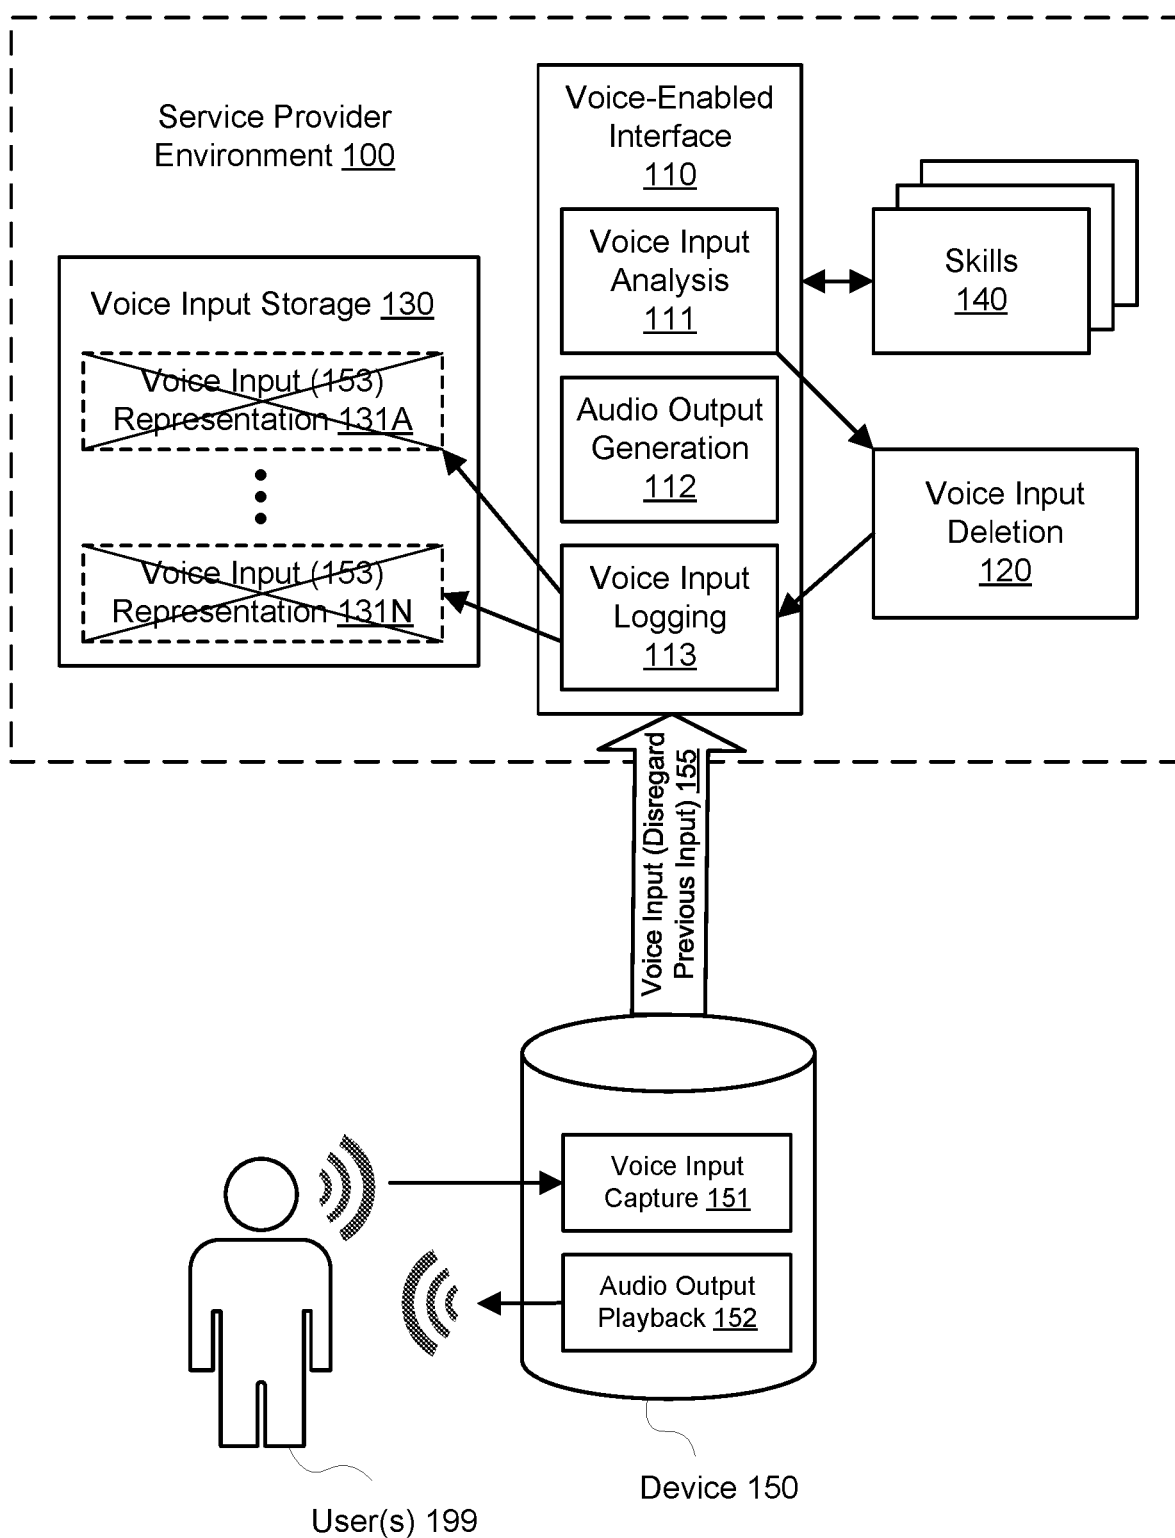 Service Provider
Environment 100
Voice Input Storage 130
Voice Input (153)
Representation 131A
Voice Input (153)
Representation 131N
Voice-Enabled
Interface
110
Voice Input
Analysis
111
Audio Output
Generation
112
Voice Input
Logging
113
Skills
140
Voice Input
Deletion
120
Voice Input (Disregard
Previous Input) 155
Voice Input
Capture 151
Audio Output
Playback 152
Device 150
User(s) 199